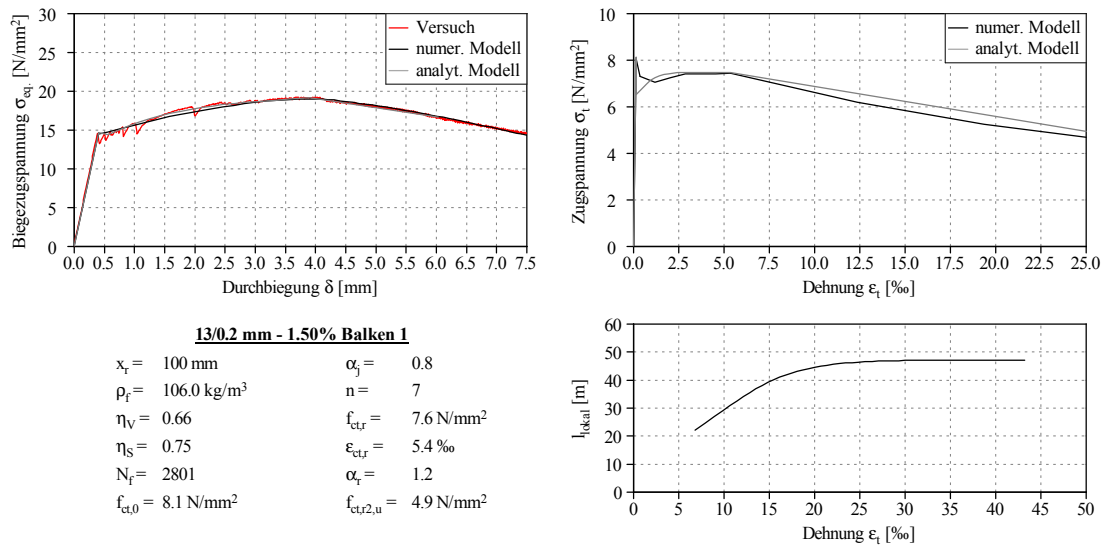 30
25
20
15
10
5
0
Biegezugspannung σeq. [N/mm²]
Versuch
numer. Modell
analyt. Modell
0.0 0.5 1.0 1.5 2.0 2.5 3.0 3.5 4.0 4.5 5.0 5.5 6.0 6.5 7.0 7.5
Durchbiegung δ [mm]
10
8
6
4
2
0
Zugspannung σt [N/mm²]
numer. Modell
analyt. Modell
0.0 2.5 5.0 7.5 10.0 12.5 15.0 17.5 20.0 22.5 25.0
Dehnung εt [‰]
13/0.2 mm - 1.50% Balken 1
xr = 100 mm
ρf = 106.0 kg/m³
ηV = 0.66
ηS = 0.75
Nf = 2801
fct,0 = 8.1 N/mm²
αj = 0.8
n = 7
fct,r = 7.6 N/mm²
εct,r = 5.4 ‰
αr = 1.2
fct,r2,u = 4.9 N/mm²
60
50
40
30
20
10
0
llokal [m]
0 5 10 15 20 25 30 35 40 45 50
Dehnung εt [‰]